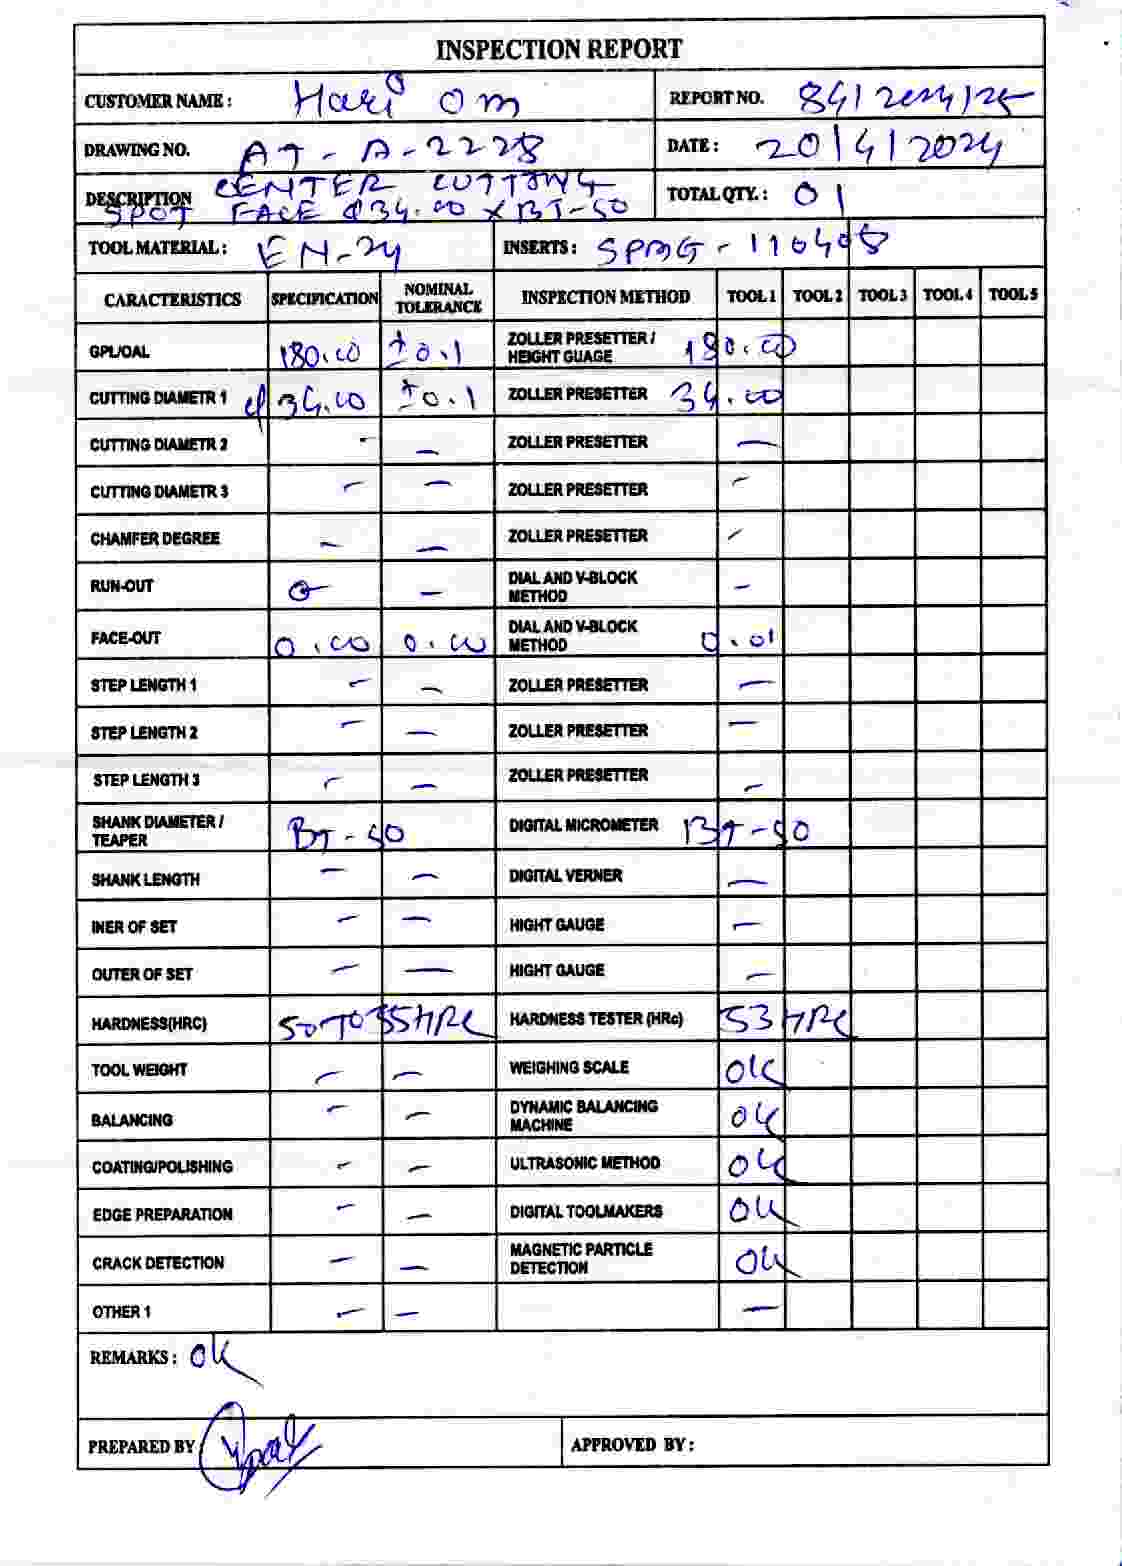 INSPECTION REPORT
CUSTOMER NAME : Hari Om REPORT NO. 84/2024/25
DRAWING NO. AT-A-2228 DATE : 20/4/2024
DESCRIPTION CENTER CUTTING TOTAL QTY. : 01
SPOT FACE Ø34.00 X BT-50
TOOL MATERIAL : EN-24 INSERTS : SPMG-110408
CARACTERISTICS SPECIFICATION NOMINAL TOLERANCE INSPECTION METHOD TOOL 1 TOOL 2 TOOL 3 TOOL 4 TOOL 5
GPL/OAL 180.00 ±0.1 ZOLLER PRESETTER / HEIGHT GUAGE 180.00
CUTTING DIAMETR 1 Ø34.00 ±0.1 ZOLLER PRESETTER 34.00
CUTTING DIAMETR 2 - - ZOLLER PRESETTER -
CUTTING DIAMETR 3 - - ZOLLER PRESETTER -
CHAMFER DEGREE - - ZOLLER PRESETTER -
RUN-OUT - DIAL AND V-BLOCK METHOD -
FACE-OUT 0.00 0.00 DIAL AND V-BLOCK METHOD 0.01
STEP LENGTH 1 - - ZOLLER PRESETTER -
STEP LENGTH 2 - - ZOLLER PRESETTER -
STEP LENGTH 3 - - ZOLLER PRESETTER -
SHANK DIAMETER / TEAPER BT-50 DIGITAL MICROMETER BT-50
SHANK LENGTH - - DIGITAL VERNER -
INER OF SET - - HIGHT GAUGE -
OUTER OF SET - - HIGHT GAUGE -
HARDNESS(HRC) 50 TO 55 HRC HARDNESS TESTER (HRc) 53 HRC
TOOL WEIGHT - - WEIGHING SCALE OK
BALANCING - - DYNAMIC BALANCING MACHINE OK
COATING/POLISHING - - ULTRASONIC METHOD OK
EDGE PREPARATION - - DIGITAL TOOLMAKERS OK
CRACK DETECTION - - MAGNETIC PARTICLE DETECTION OK
OTHER 1 - - -
REMARKS : OK
PREPARED BY APPROVED BY :